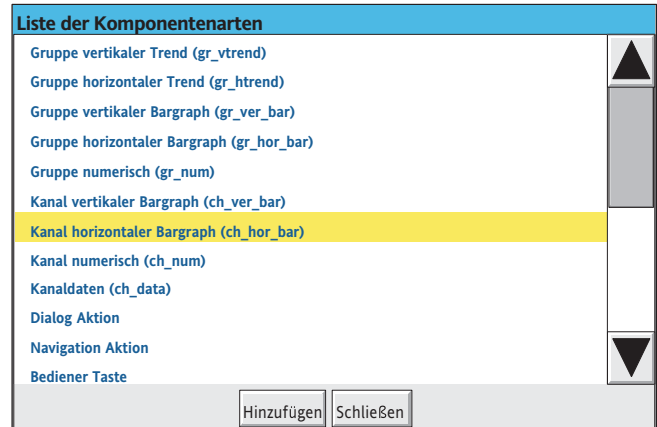 Liste der Komponentenarten
Gruppe vertikaler Trend (gr_vtrend)
Gruppe horizontaler Trend (gr_htrend)
Gruppe vertikaler Bargraph (gr_ver_bar)
Gruppe horizontaler Bargraph (gr_hor_bar)
Gruppe numerisch (gr_num)
Kanal vertikaler Bargraph (ch_ver_bar)
Kanal horizontaler Bargraph (ch_hor_bar)
Kanal numerisch (ch_num)
Kanaldaten (ch_data)
Dialog Aktion
Navigation Aktion
Bediener Taste
Hinzufügen Schließen